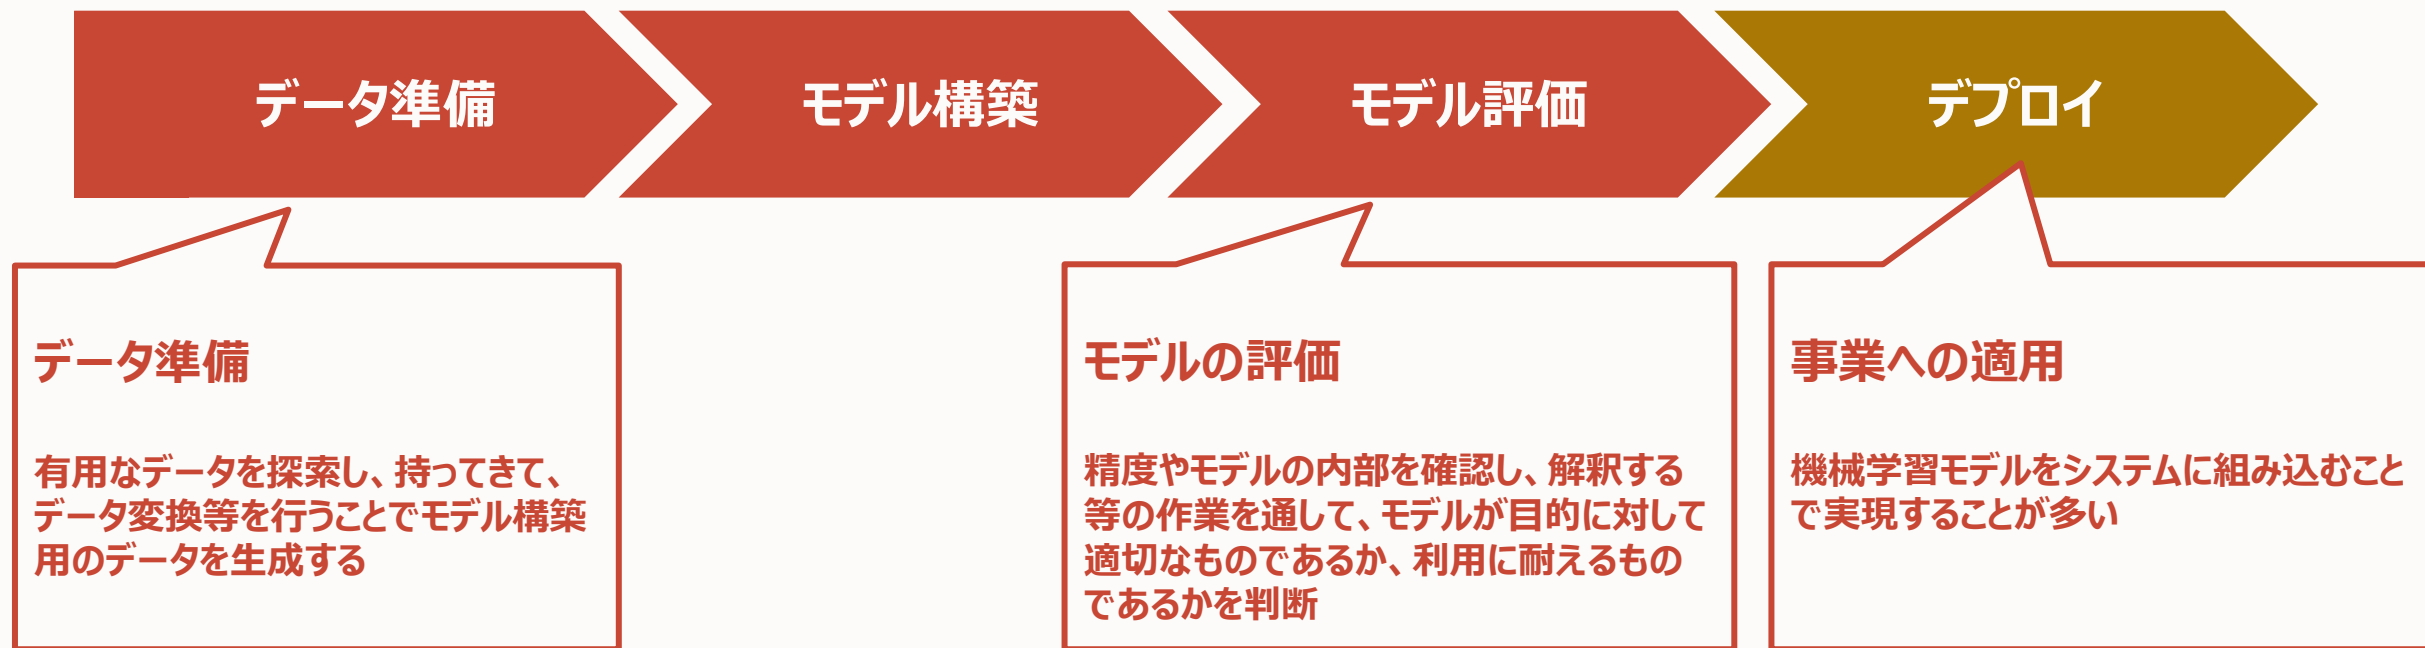 データ準備
モデル構築
モデル評価
デプロイ
データ準備
有用なデータを探索し、持ってきて、
データ変換等を行うことでモデル構築
用のデータを生成する
モデルの評価
精度やモデルの内部を確認し、解釈する
等の作業を通して、モデルが目的に対して
適切なものであるか、利用に耐えるもの
であるかを判断
事業への適用
機械学習モデルをシステムに組み込むこと
で実現することが多い